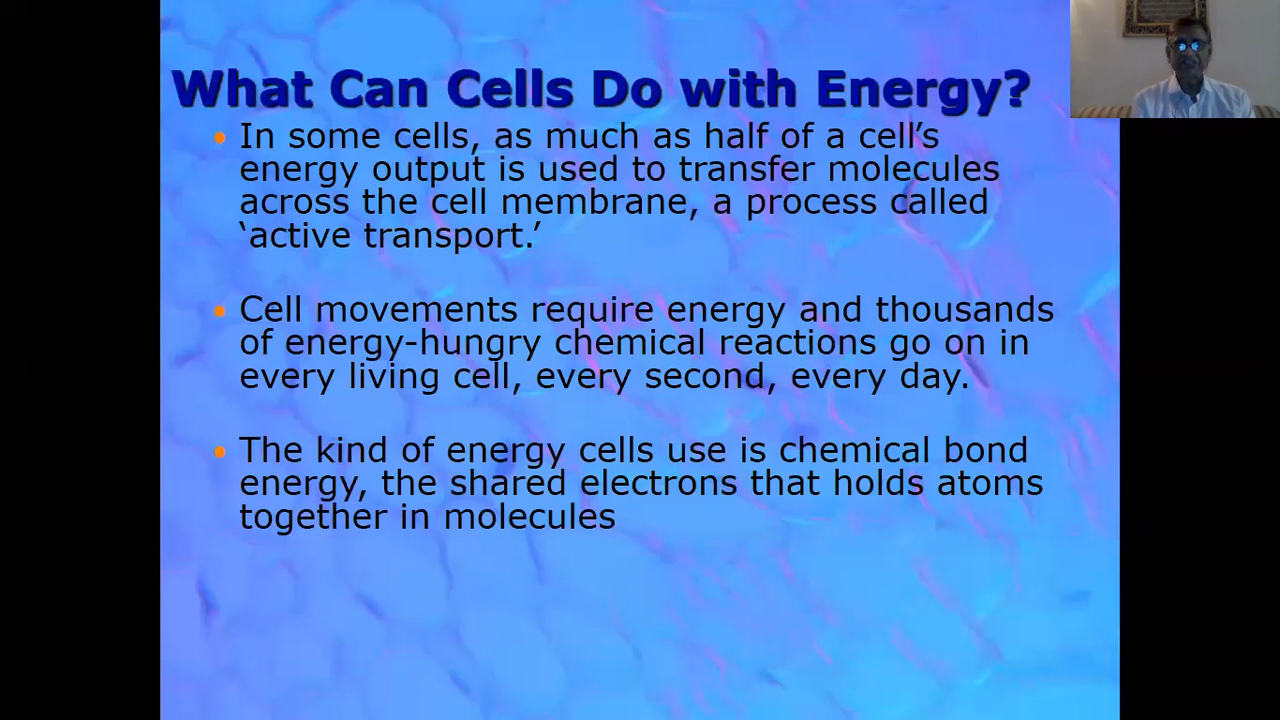 What Can Cells Do with Energy?
• In some cells, as much as half of a cell’s
energy output is used to transfer molecules
across the cell membrane, a process called
‘active transport.’
• Cell movements require energy and thousands
of energy-hungry chemical reactions go on in
every living cell, every second, every day.
• The kind of energy cells use is chemical bond
energy, the shared electrons that holds atoms
together in molecules